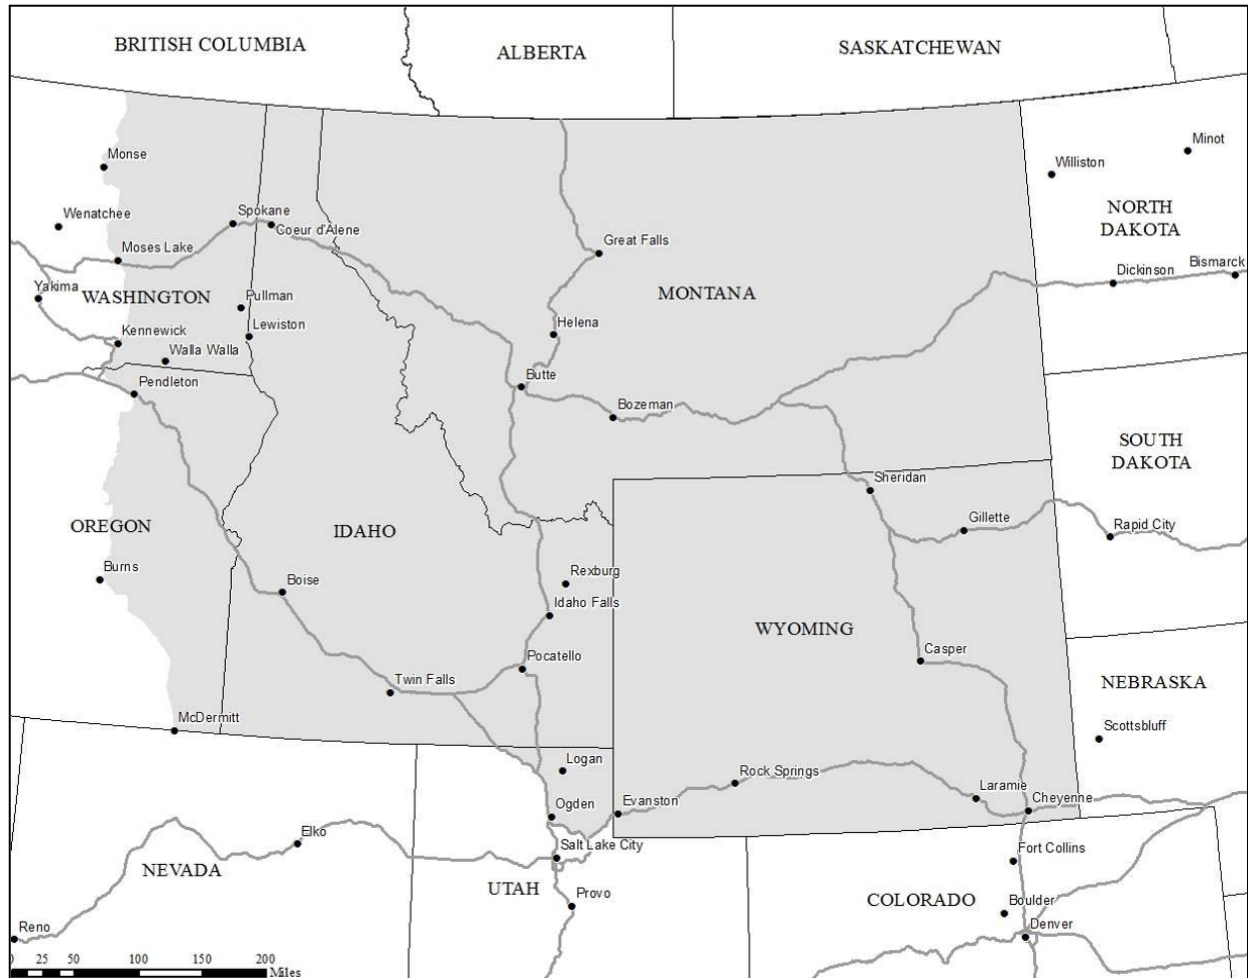 BRITISH COLUMBIA
ALBERTA
SASKATCHEWAN
Minot
Monse
Williston
NORTH
DAKOTA
Wenatchee
Spokane
Coeur d'Alene
Great Falls
Moses Lake
Dickinson
Bismarck
Yakima
WASHINGTON
Pullman
MONTANA
Kennewick
Lewiston
Helena
Walla Walla
Pendleton
Butte
Bozeman
SOUTH
DAKOTA
Sheridan
Gillette
Rapid City
OREGON
IDAHO
Burns
Boise
Rexburg
Idaho Falls
WYOMING
Casper
Pocatello
Twin Falls
NEBRASKA
McDermitt
Scottsbluff
Logan
Rock Springs
Laramie
Cheyenne
Ogden
Evanston
Elko
Salt Lake City
Fort Collins
NEVADA
UTAH
Provo
COLORADO
Boulder
Reno
Denver
0 25 50 100 150 200
Miles